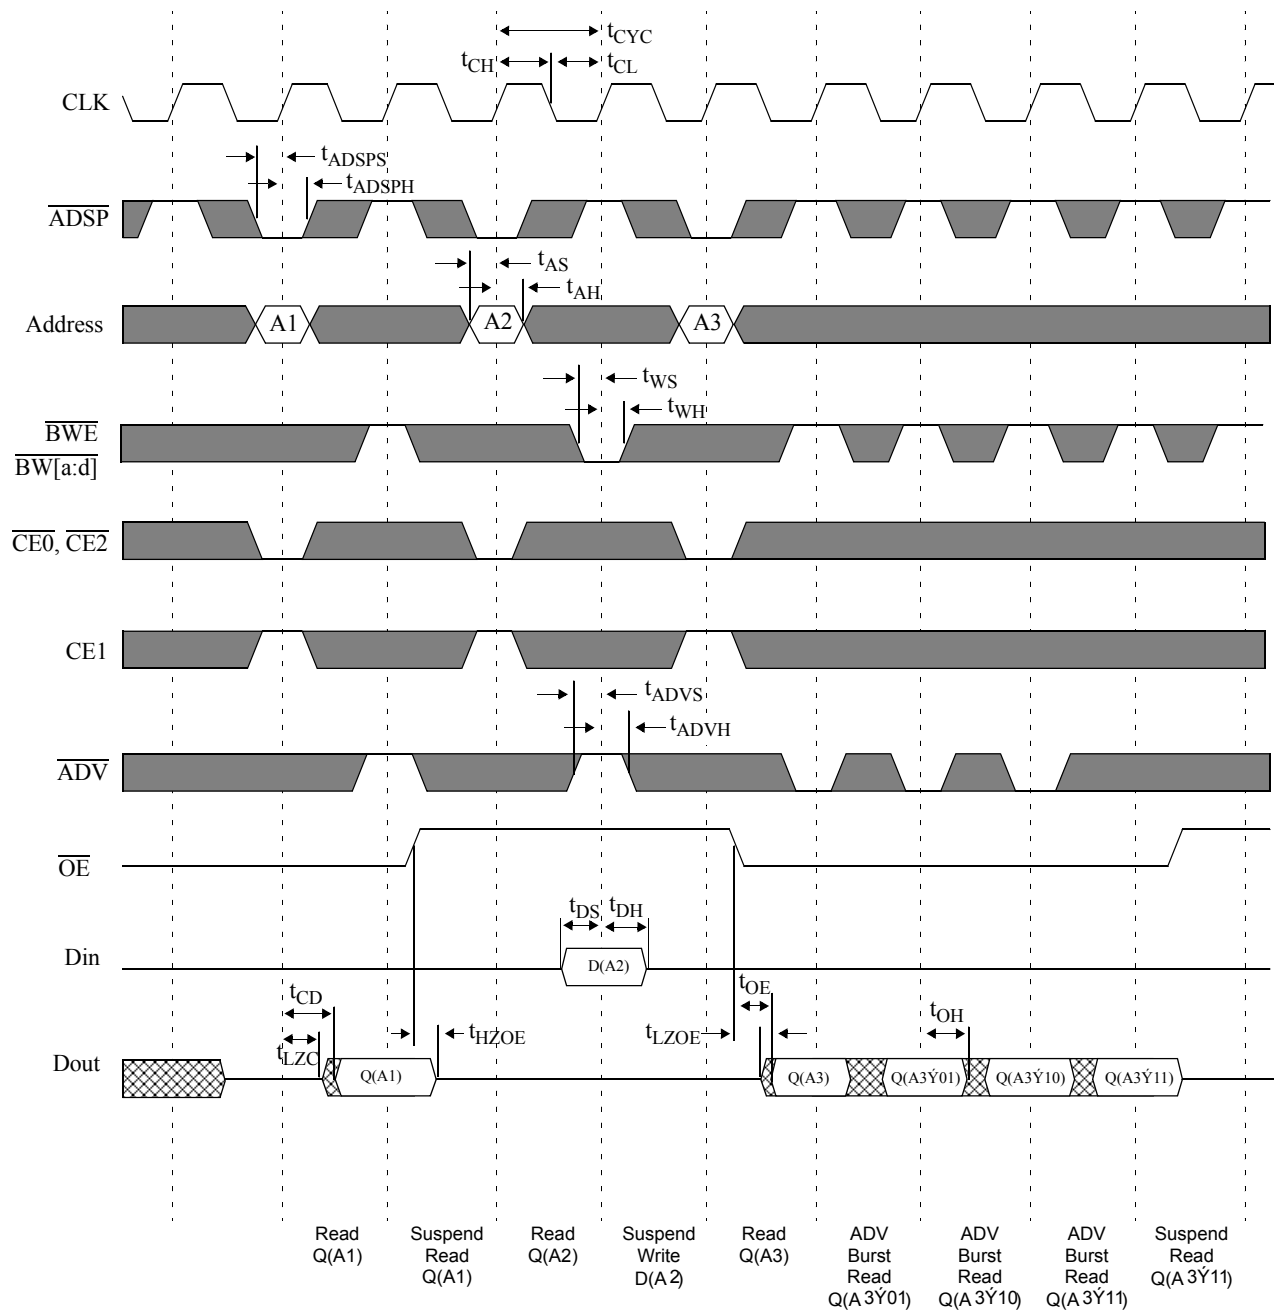 tCYC
tCH
tCL
CLK
tADSPS
tADSPH
ADSP
tAS
tAH
Address
A1
A2
A3
tWS
tWH
BWE
BW[a:d]
CE0, CE2
CE1
tADVS
tADVH
ADV
OE
tDS
tDH
Din
D(A2)
tCD
tOE
tOH
tLZC
tHZOE
tLZOE
Dout
Q(A1)
Q(A3)
Q(A3Ý01)
Q(A3Ý10)
Q(A3Ý11)
Read
Q(A1)
Suspend
Read
Q(A1)
Read
Q(A2)
Suspend
Write
D(A2)
Read
Q(A3)
ADV
Burst
Read
Q(A3Ý01)
ADV
Burst
Read
Q(A3Ý10)
ADV
Burst
Read
Q(A3Ý11)
Suspend
Read
Q(A3Ý11)